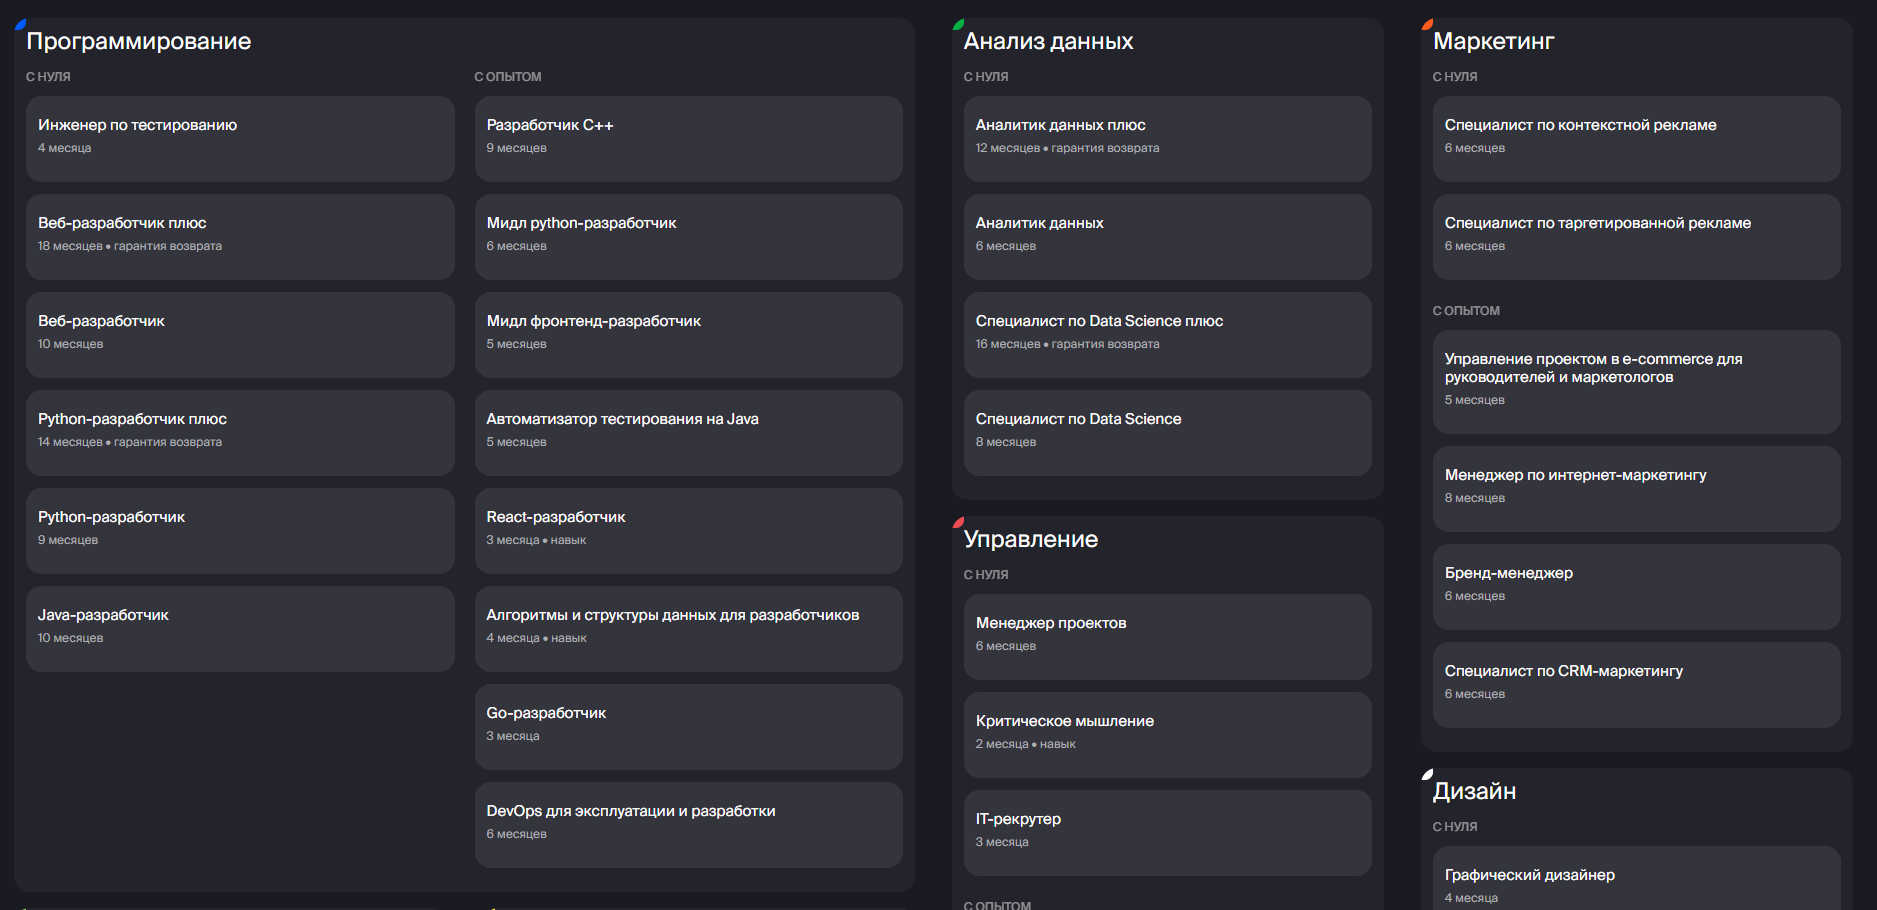 Программирование
С НУЛЯ
Инженер по тестированию
4 месяца
Веб-разработчик плюс
18 месяцев • гарантия возврата
Веб-разработчик
10 месяцев
Python-разработчик плюс
14 месяцев • гарантия возврата
Python-разработчик
9 месяцев
Java-разработчик
10 месяцев
С ОПЫТОМ
Разработчик C++
9 месяцев
Мидл python-разработчик
6 месяцев
Мидл фронтенд-разработчик
5 месяцев
Автоматизатор тестирования на Java
5 месяцев
React-разработчик
3 месяца • навык
Алгоритмы и структуры данных для разработчиков
4 месяца • навык
Go-разработчик
3 месяца
DevOps для эксплуатации и разработки
6 месяцев
Анализ данных
С НУЛЯ
Аналитик данных плюс
12 месяцев • гарантия возврата
Аналитик данных
6 месяцев
Специалист по Data Science плюс
16 месяцев • гарантия возврата
Специалист по Data Science
8 месяцев
Управление
С НУЛЯ
Менеджер проектов
6 месяцев
Критическое мышление
2 месяца • навык
IT-рекрутер
3 месяца
С ОПЫТОМ
Маркетинг
С НУЛЯ
Специалист по контекстной рекламе
6 месяцев
Специалист по таргетированной рекламе
6 месяцев
С ОПЫТОМ
Управление проектом в e-commerce для
руководителей и маркетологов
5 месяцев
Менеджер по интернет-маркетингу
8 месяцев
Бренд-менеджер
6 месяцев
Специалист по CRM-маркетингу
6 месяцев
Дизайн
С НУЛЯ
Графический дизайнер
4 месяца